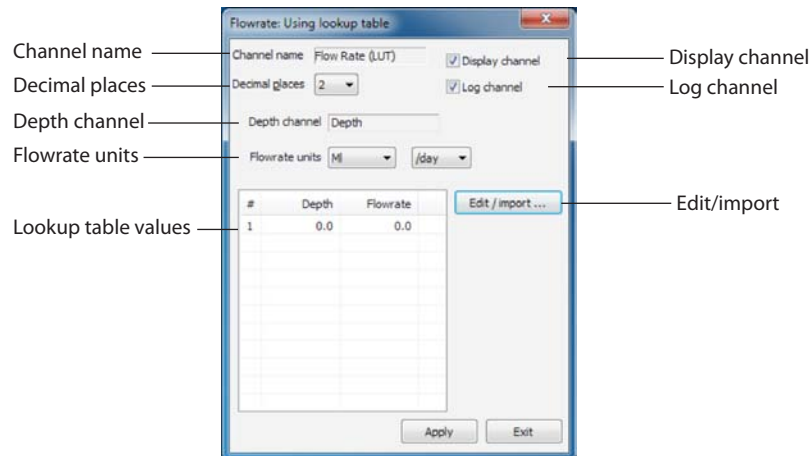 Flowrate: Using lookup table
Channel name
Channel name
Flow Rate (LUT)
Display channel
Display channel
Decimal places
Decimal places
2
Log channel
Log channel
Depth channel
Depth channel
Depth
Flowrate units
Flowrate units
Ml
/day
# Depth Flowrate
Edit / import ...
Edit/import
Lookup table values
1 0.0 0.0
Apply
Exit